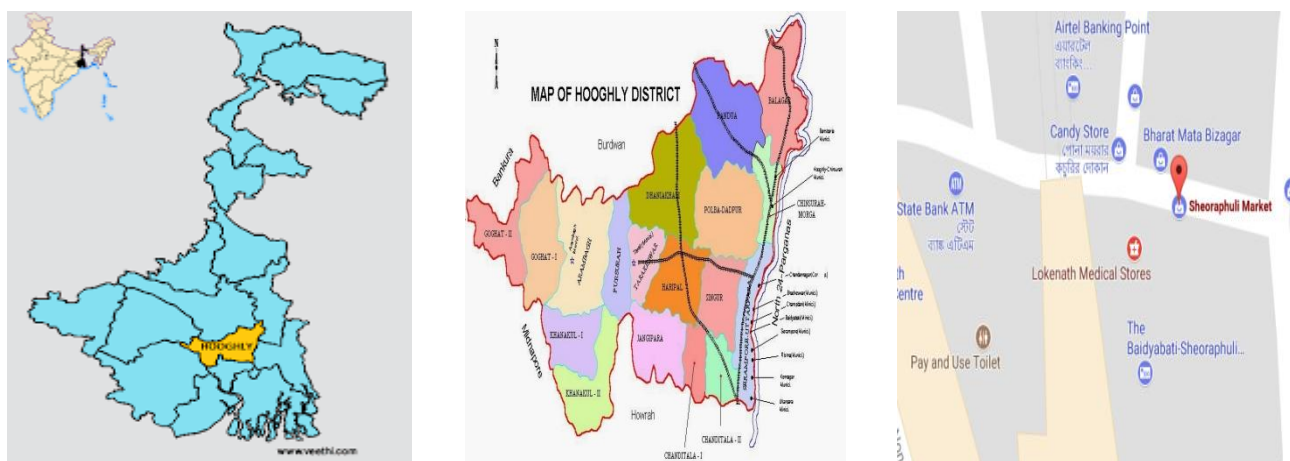 HOOGHLY
www.veethi.com
MAP OF HOOGHLY DISTRICT
N
Burdwan
Bankura
Midnapore
Howrah
North 24-Parganas
BALAGAR
PANDUA
DHANIAKHALI
POLBA-DADPUR
CHINSURAH-
MOGRA
GOGHAT - II
GOGHAT - I
ARAMBAGH
PURSURAH
TARAKESWAR
HARIPAL
SINGUR
SERAMPORE-UTTARPARA
KHANAKUL - I
KHANAKUL - II
JANGIPARA
CHANDITALA - I
CHANDITALA - II
Airtel Banking Point
এয়ারটেল
ব্যাংকিং...
Candy Store
পোনা ময়রার
কচুরির দোকান
Bharat Mata Bizagar
Sheoraphuli Market
ATM
State Bank ATM
স্টেট
ব্যাঙ্ক এটিএম
Lokenath Medical Stores
th
Centre
Pay and Use Toilet
The
Baidyabati-Sheoraphuli...